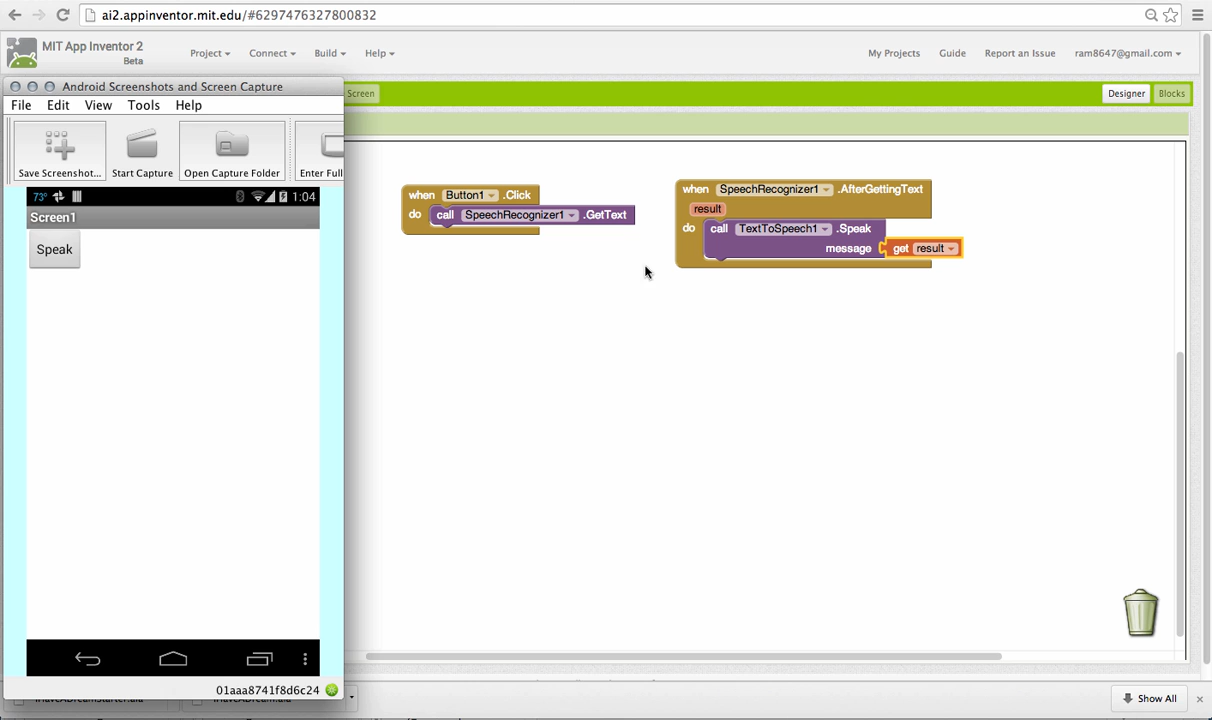 ai2.appinventor.mit.edu/#6297476327800832
MIT App Inventor 2
Beta
Project
Connect
Build
Help
My Projects
Guide
Report an Issue
ram8647@gmail.com
Android Screenshots and Screen Capture
Screen
Designer
Blocks
File Edit View Tools Help
Save Screenshot...
Start Capture
Open Capture Folder
Enter Full
73° 1:04
Screen1
Speak
when Button1 .Click
do call SpeechRecognizer1 .GetText
when SpeechRecognizer1 .AfterGettingText
result
do call TextToSpeech1 .Speak
message get result
01aaa8741f8d6c24
Show All